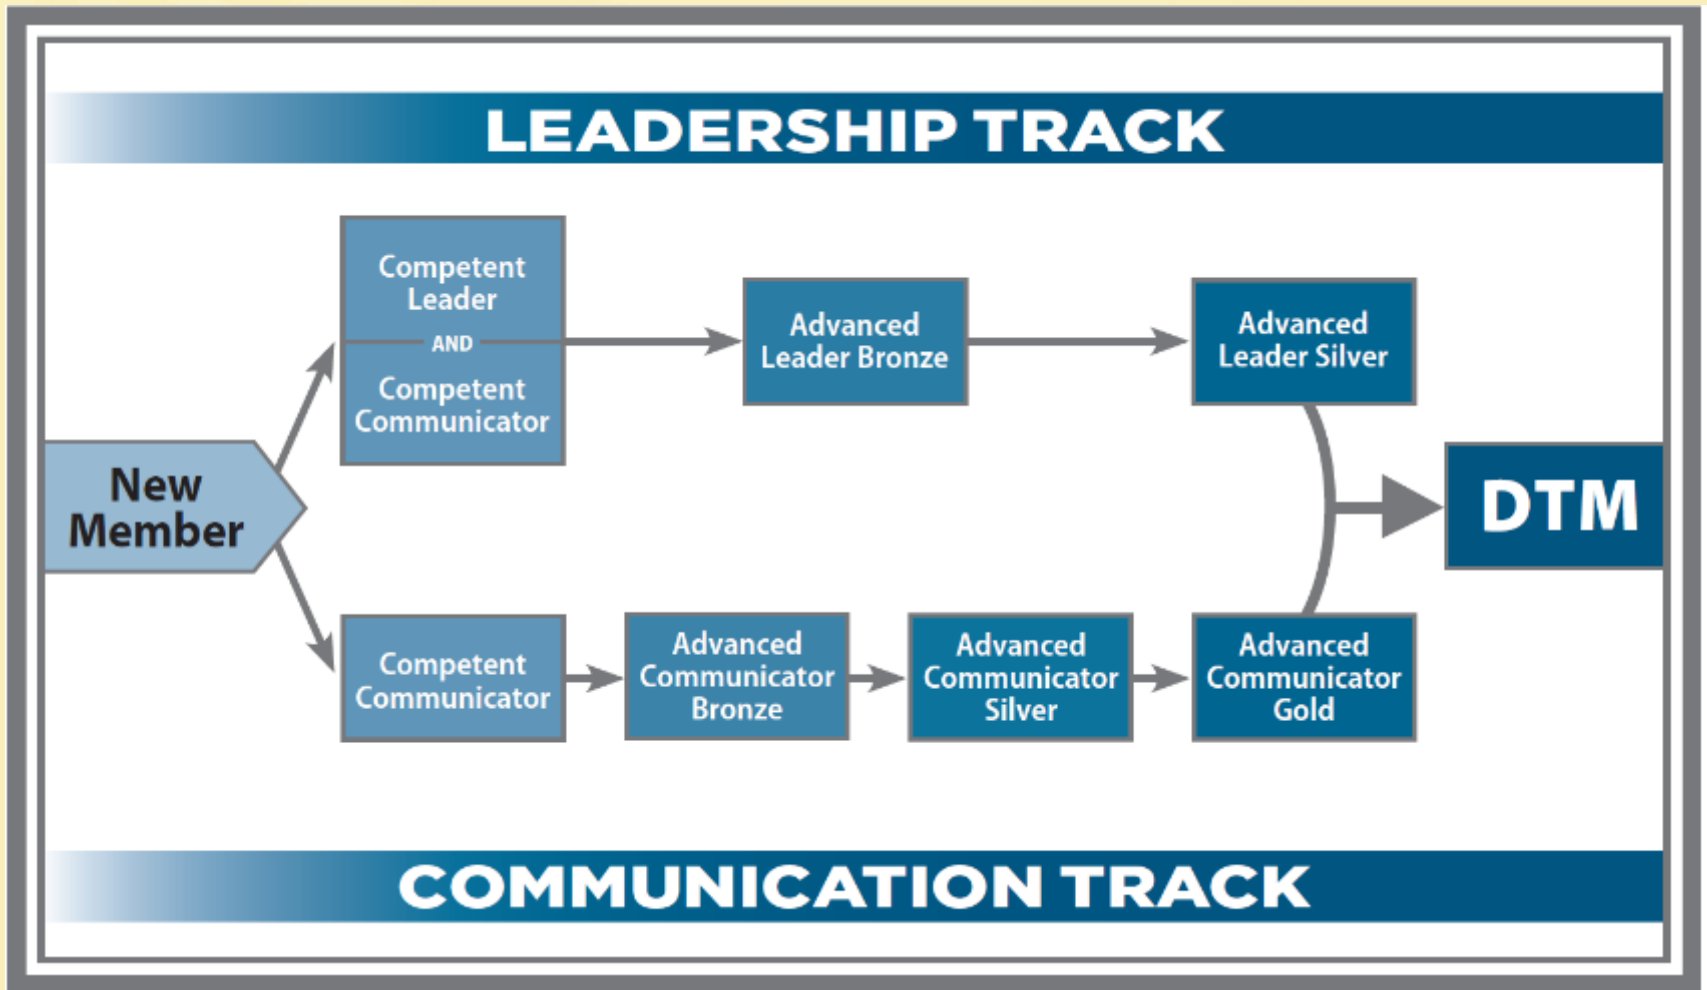 LEADERSHIP TRACK
Competent
Leader
AND
Competent
Communicator
Advanced
Leader Bronze
Advanced
Leader Silver
New
Member
DTM
Competent
Communicator
Advanced
Communicator
Bronze
Advanced
Communicator
Silver
Advanced
Communicator
Gold
COMMUNICATION TRACK